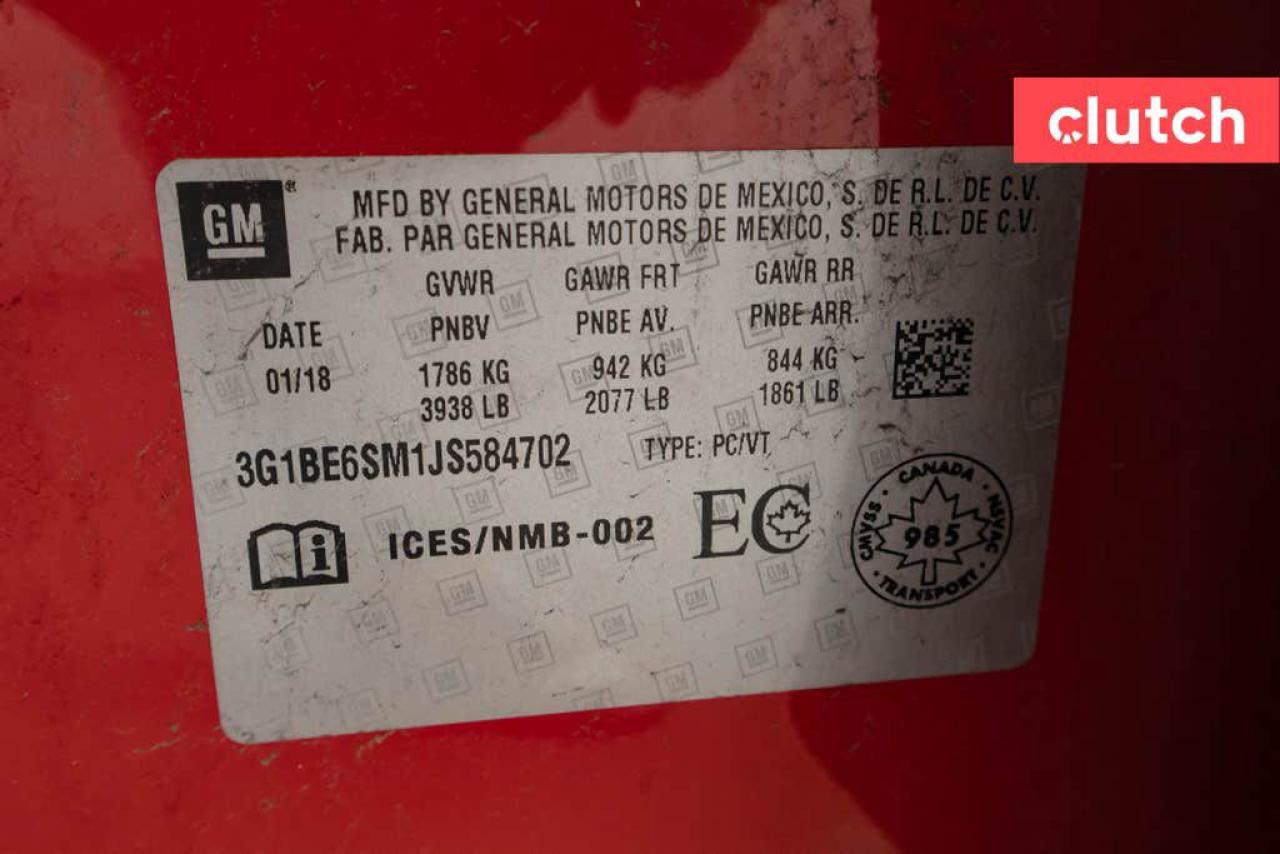 clutch
GM®
MFD BY GENERAL MOTORS DE MEXICO, S. DE R.L. DE C.V.
FAB. PAR GENERAL MOTORS DE MEXICO, S. DE R.L. DE C.V.
GVWR GAWR FRT GAWR RR
DATE PNBV PNBE AV. PNBE ARR.
01/18 1786 KG 942 KG 844 KG
3938 LB 2077 LB 1861 LB
3G1BE6SM1JS584702 TYPE: PC/VT
i ICES/NMB-002 EC
CANADA
CMVSS 985 NSVAC
TRANSPORT